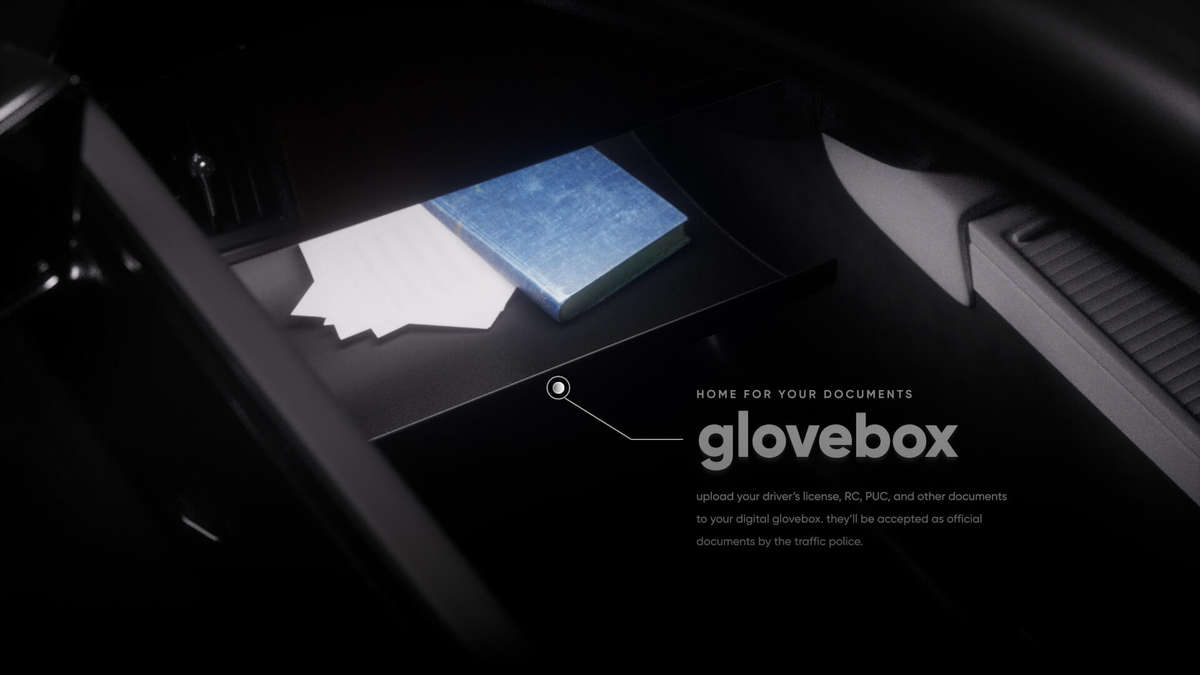 HOME FOR YOUR DOCUMENTS
glovebox
upload your driver's license, RC, PUC, and other documents
to your digital glovebox. they'll be accepted as official
documents by the traffic police.